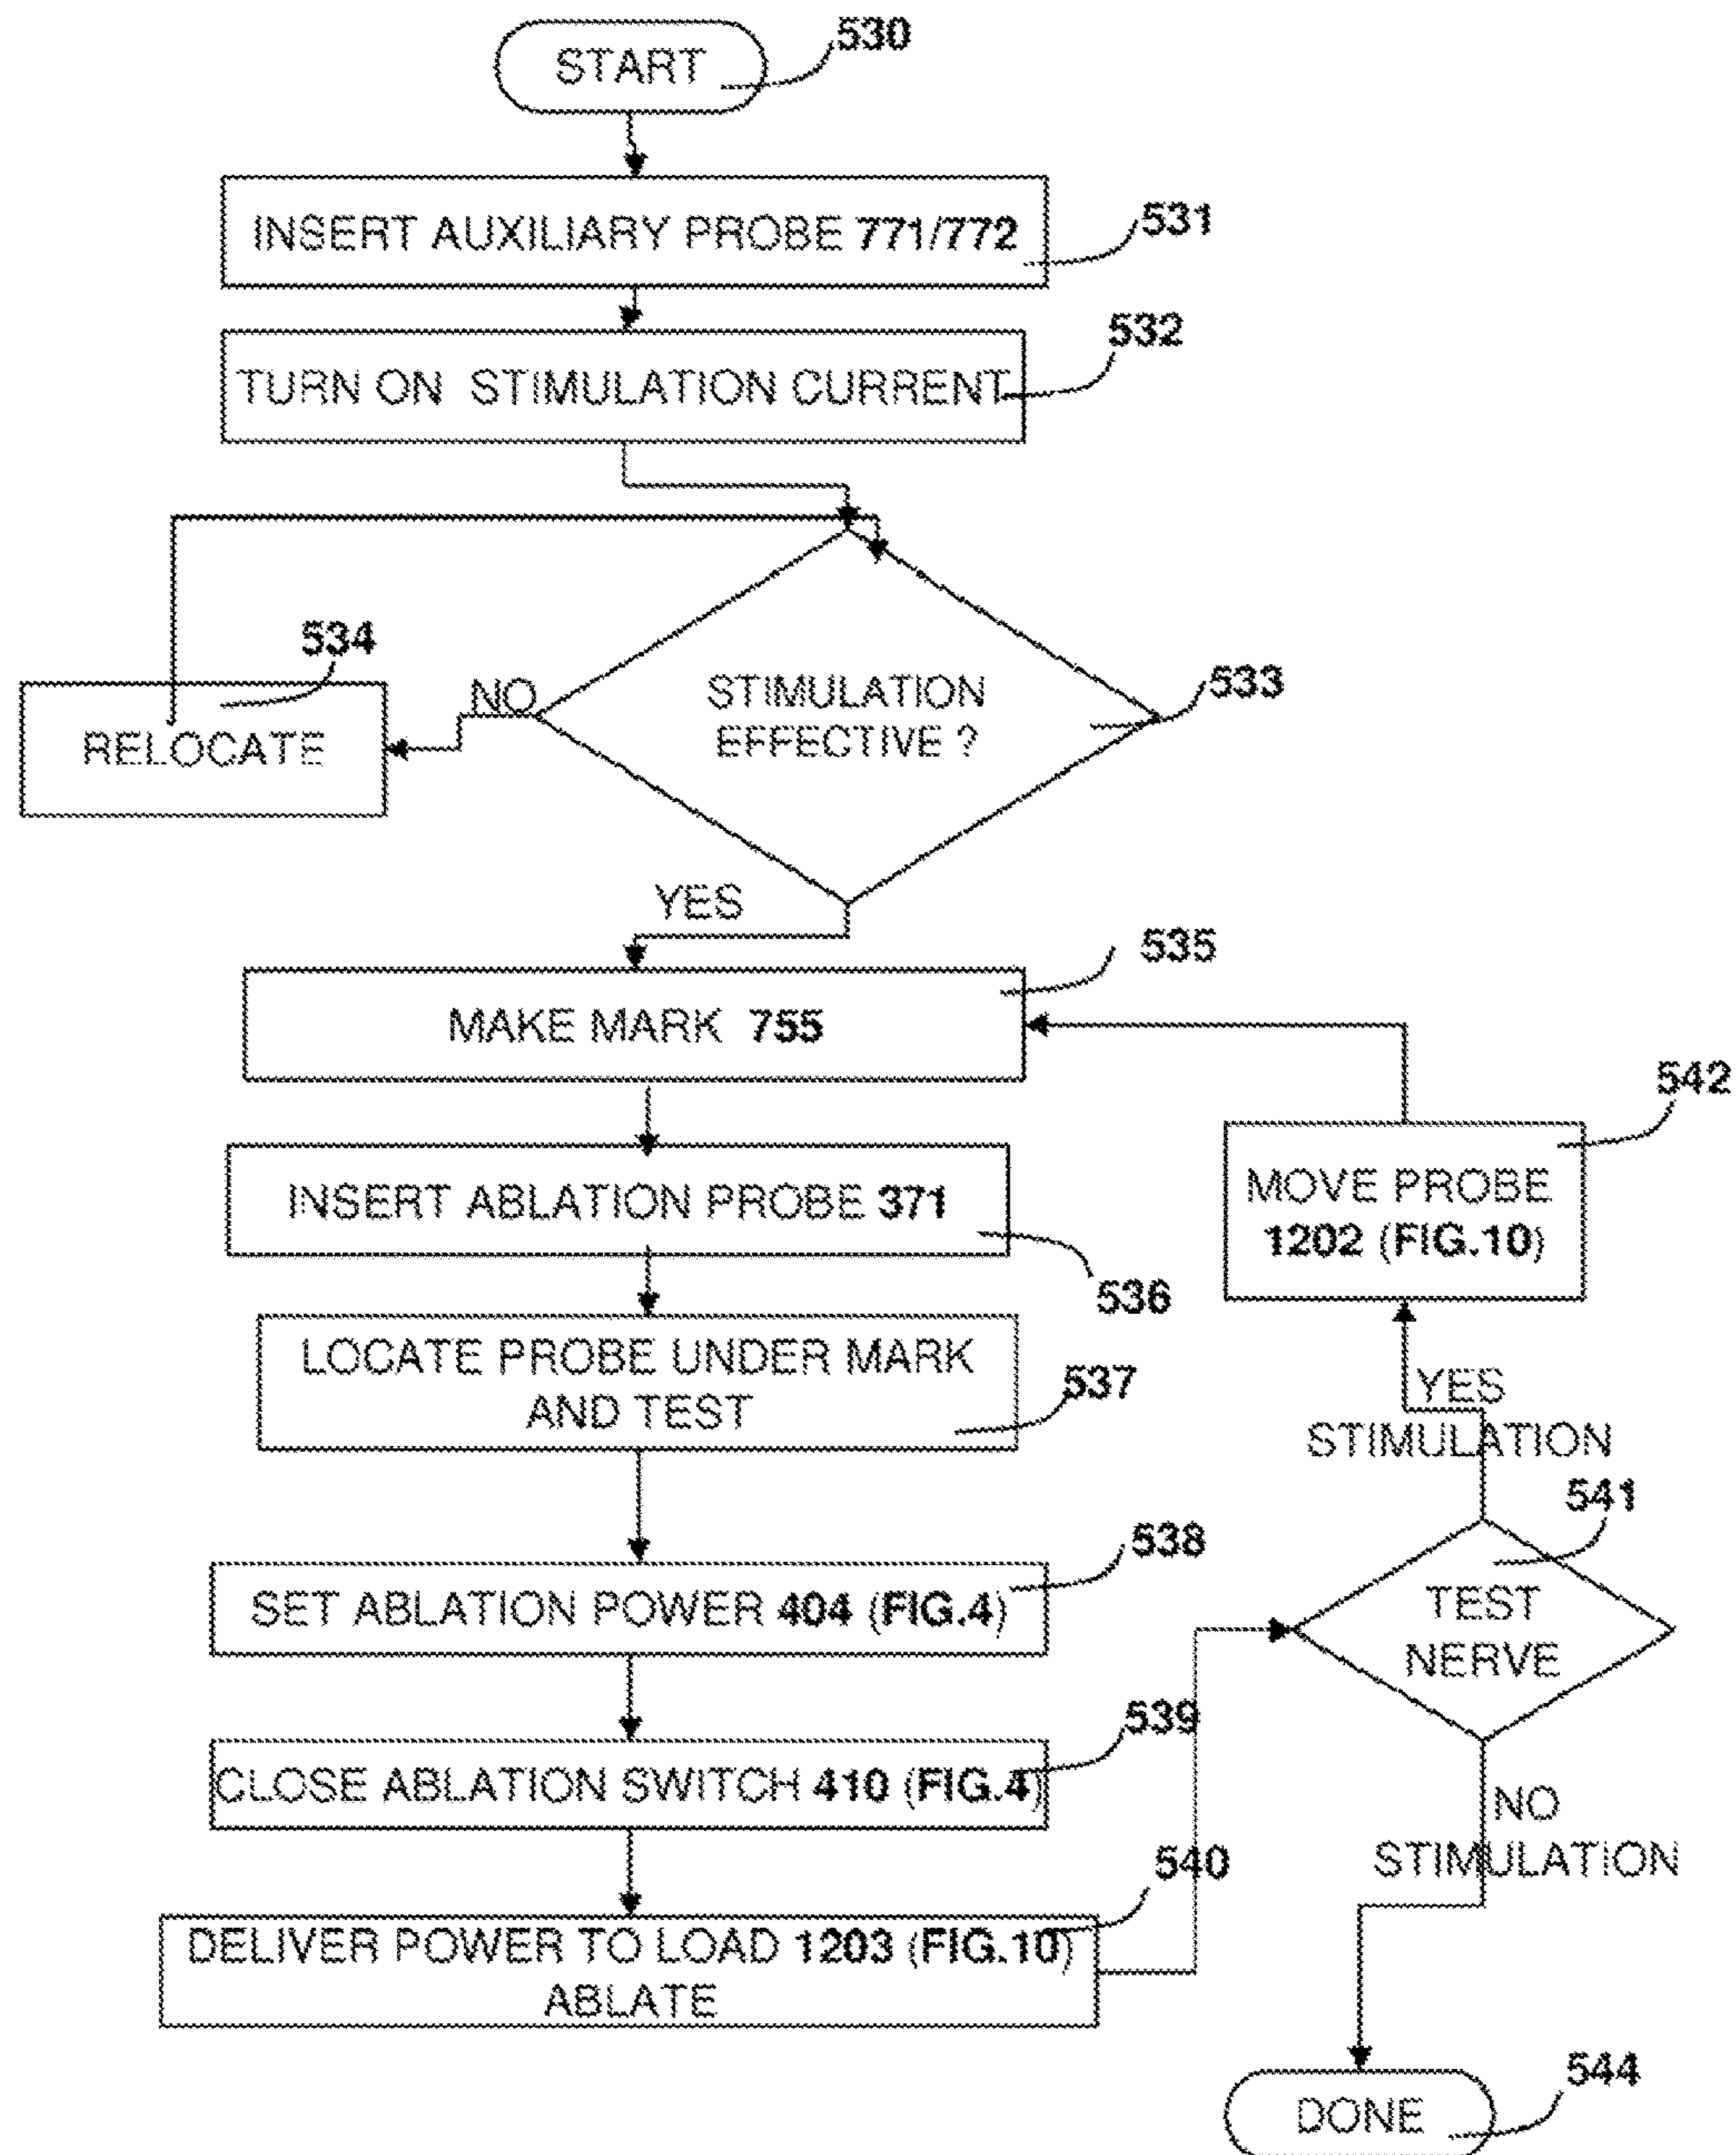 START
530
INSERT AUXILIARY PROBE 771/772
531
TURN ON STIMULATION CURRENT
532
STIMULATION
EFFECTIVE ?
533
NO
534
RELOCATE
YES
MAKE MARK 755
535
INSERT ABLATION PROBE 371
536
LOCATE PROBE UNDER MARK
AND TEST
537
SET ABLATION POWER 404 (FIG.4)
538
CLOSE ABLATION SWITCH 410 (FIG.4)
539
DELIVER POWER TO LOAD 1203 (FIG.10)
ABLATE
540
542
MOVE PROBE
1202 (FIG.10)
YES
STIMULATION
541
TEST
NERVE
NO
STIMULATION
DONE
544